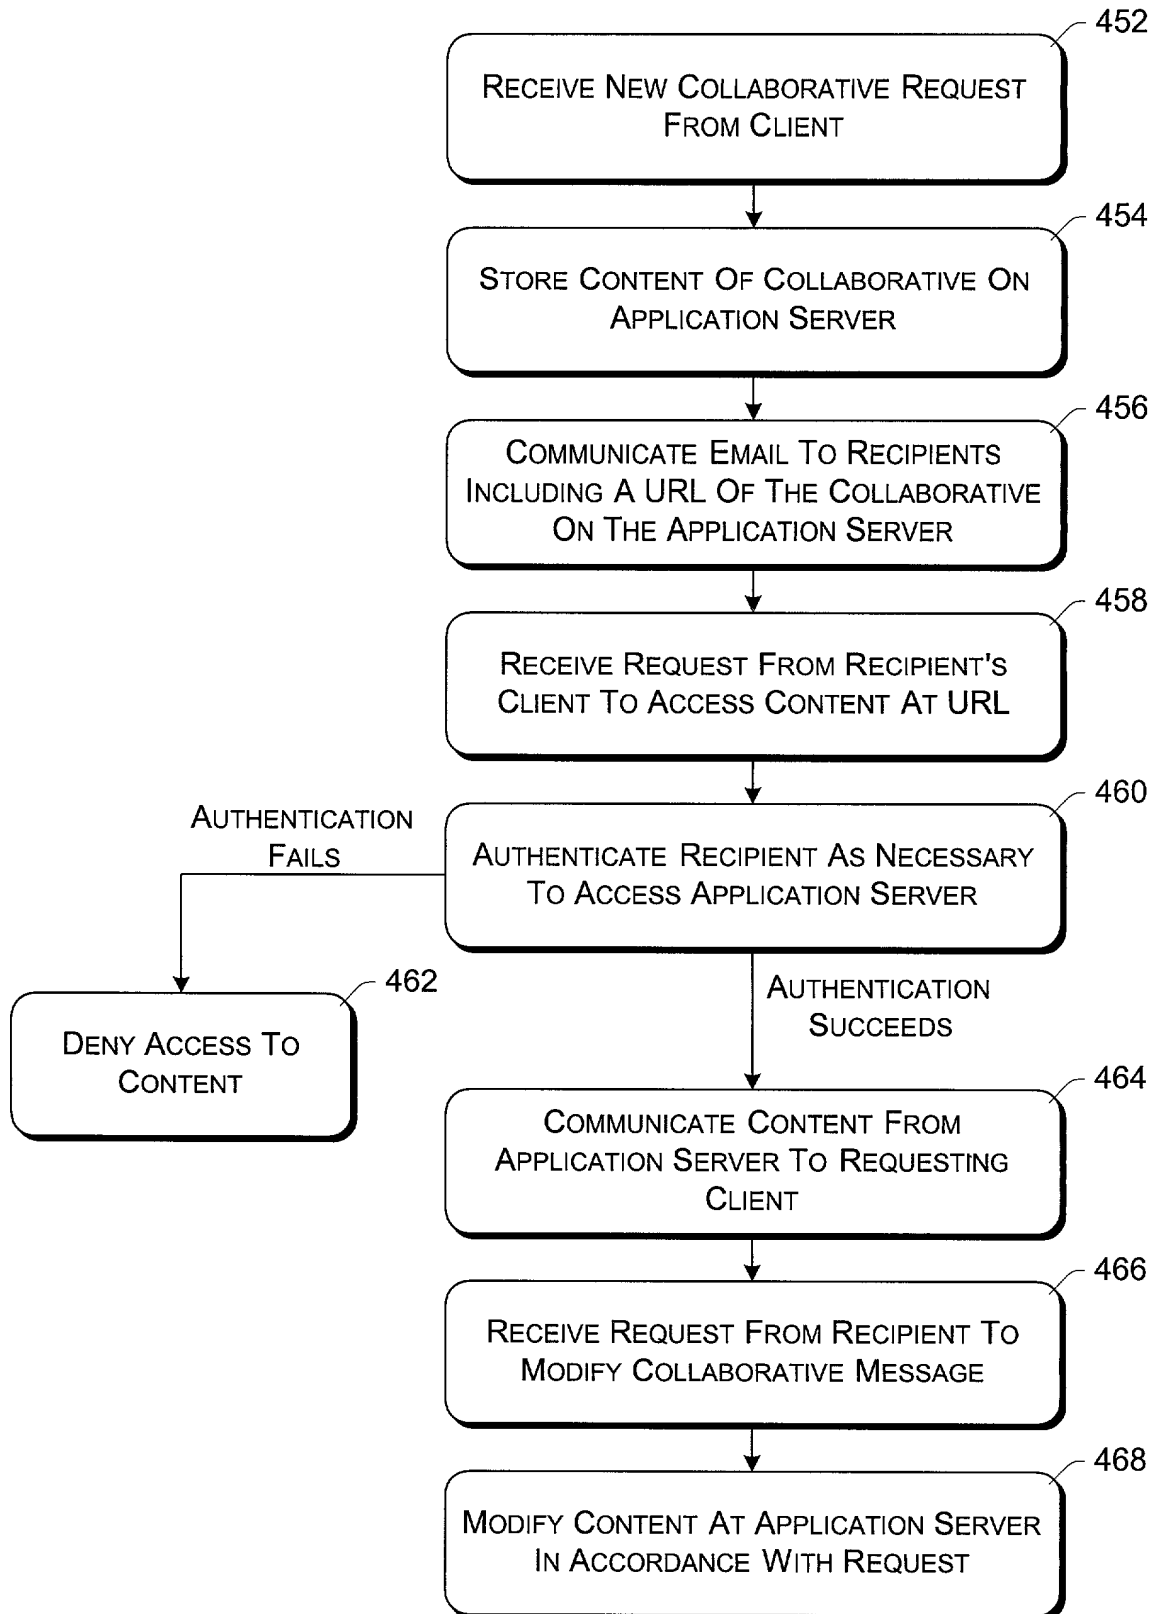 452
RECEIVE NEW COLLABORATIVE REQUEST
FROM CLIENT
454
STORE CONTENT OF COLLABORATIVE ON
APPLICATION SERVER
456
COMMUNICATE EMAIL TO RECIPIENTS
INCLUDING A URL OF THE COLLABORATIVE
ON THE APPLICATION SERVER
458
RECEIVE REQUEST FROM RECIPIENT'S
CLIENT TO ACCESS CONTENT AT URL
460
AUTHENTICATE RECIPIENT AS NECESSARY
TO ACCESS APPLICATION SERVER
AUTHENTICATION
FAILS
462
DENY ACCESS TO
CONTENT
AUTHENTICATION
SUCCEEDS
464
COMMUNICATE CONTENT FROM
APPLICATION SERVER TO REQUESTING
CLIENT
466
RECEIVE REQUEST FROM RECIPIENT TO
MODIFY COLLABORATIVE MESSAGE
468
MODIFY CONTENT AT APPLICATION SERVER
IN ACCORDANCE WITH REQUEST